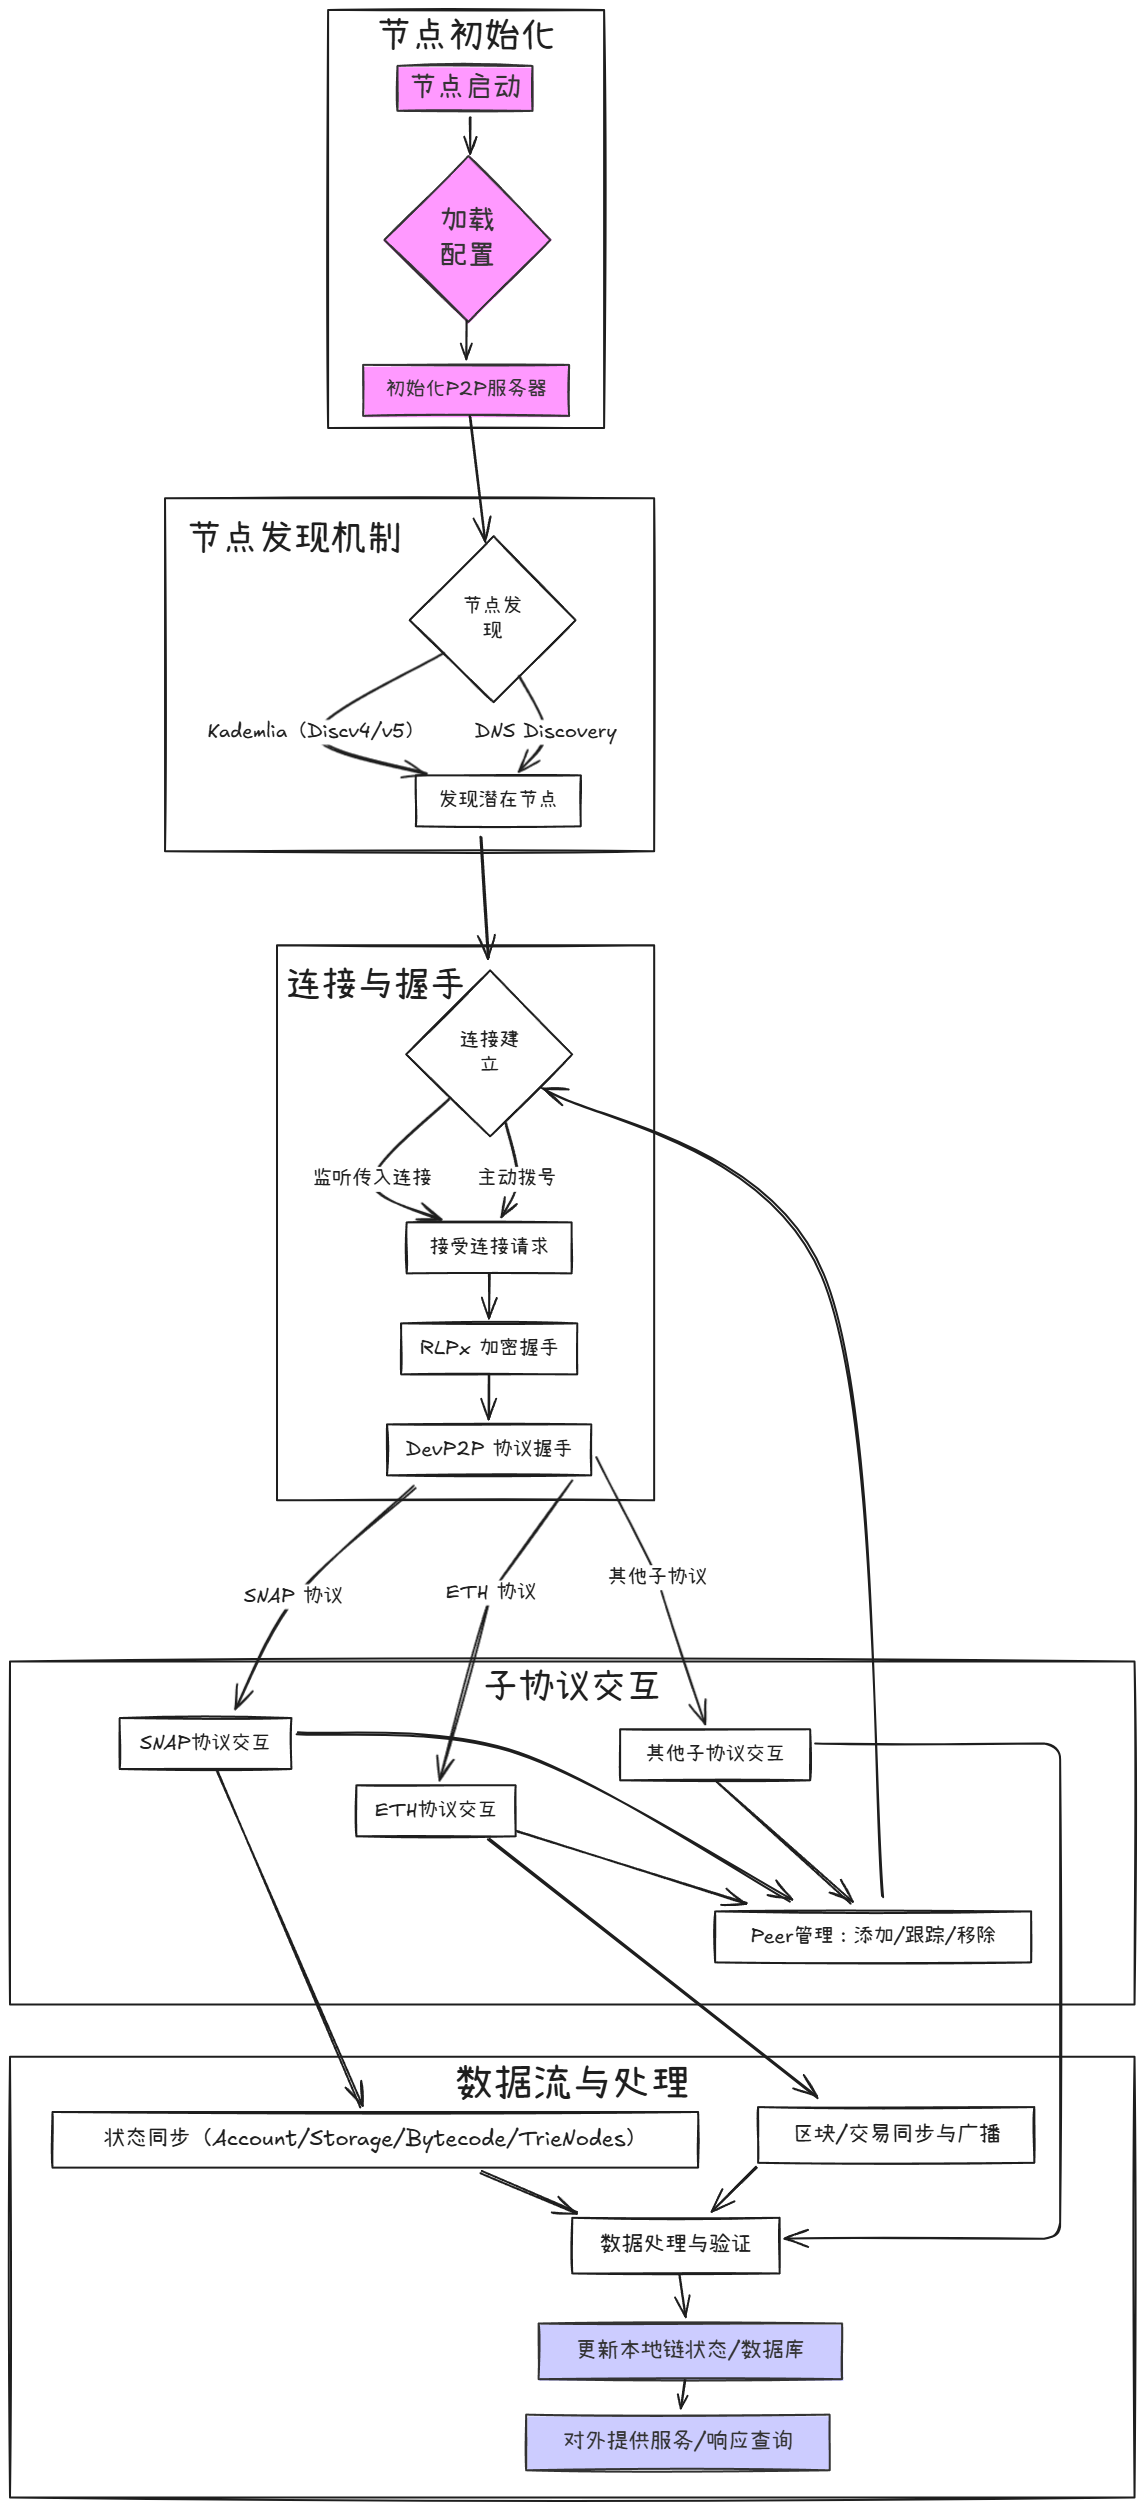 节点初始化
节点启动
加载
配置
初始化P2P服务器
节点发现机制
节点发
现
Kademlia（Discv4/v5）
DNS Discovery
发现潜在节点
连接与握手
连接建
立
监听传入连接
主动拨号
接受连接请求
RLPx 加密握手
DevP2P 协议握手
SNAP 协议
ETH 协议
其他子协议
子协议交互
SNAP协议交互
ETH协议交互
其他子协议交互
Peer管理：添加/跟踪/移除
数据流与处理
状态同步（Account/Storage/Bytecode/TrieNodes）
区块/交易同步与广播
数据处理与验证
更新本地链状态/数据库
对外提供服务/响应查询